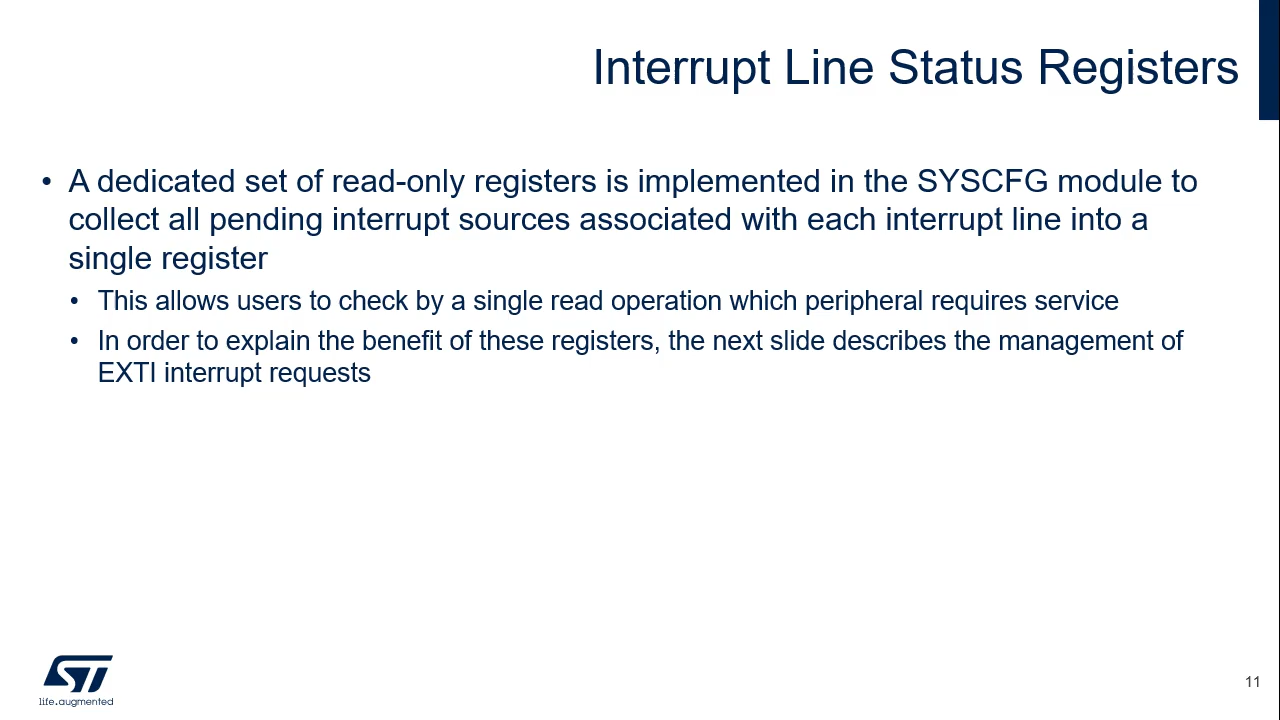 Interrupt Line Status Registers
• A dedicated set of read-only registers is implemented in the SYSCFG module to
collect all pending interrupt sources associated with each interrupt line into a
single register
• This allows users to check by a single read operation which peripheral requires service
• In order to explain the benefit of these registers, the next slide describes the management of
EXTI interrupt requests
ST
life.augmented
11